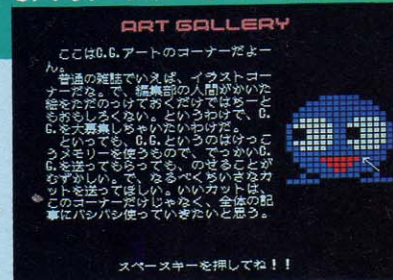 ART GALLERY
ここはC.G.アートのコーナーだよー
ん。
普通の雑誌でいえば、イラストコー
ナーだな。で、編集部の人間がかいた
絵をただのっけておくだけではちーと
もおもしろくない。というわけで、C.
G.を大募集しちゃいたいわけだ。
といっても、C.G.というのはけっこ
うメモリーを使うもので、でっかいC.
G.を送ってもらっても、のせることが
むずかしい。で、なるべくちいさなカ
ットを送ってほしい。いいカットは、
このコーナーだけじゃなく、全体の記
事にバシバシ使っていきたいと思う。
スペースキーを押してね!!